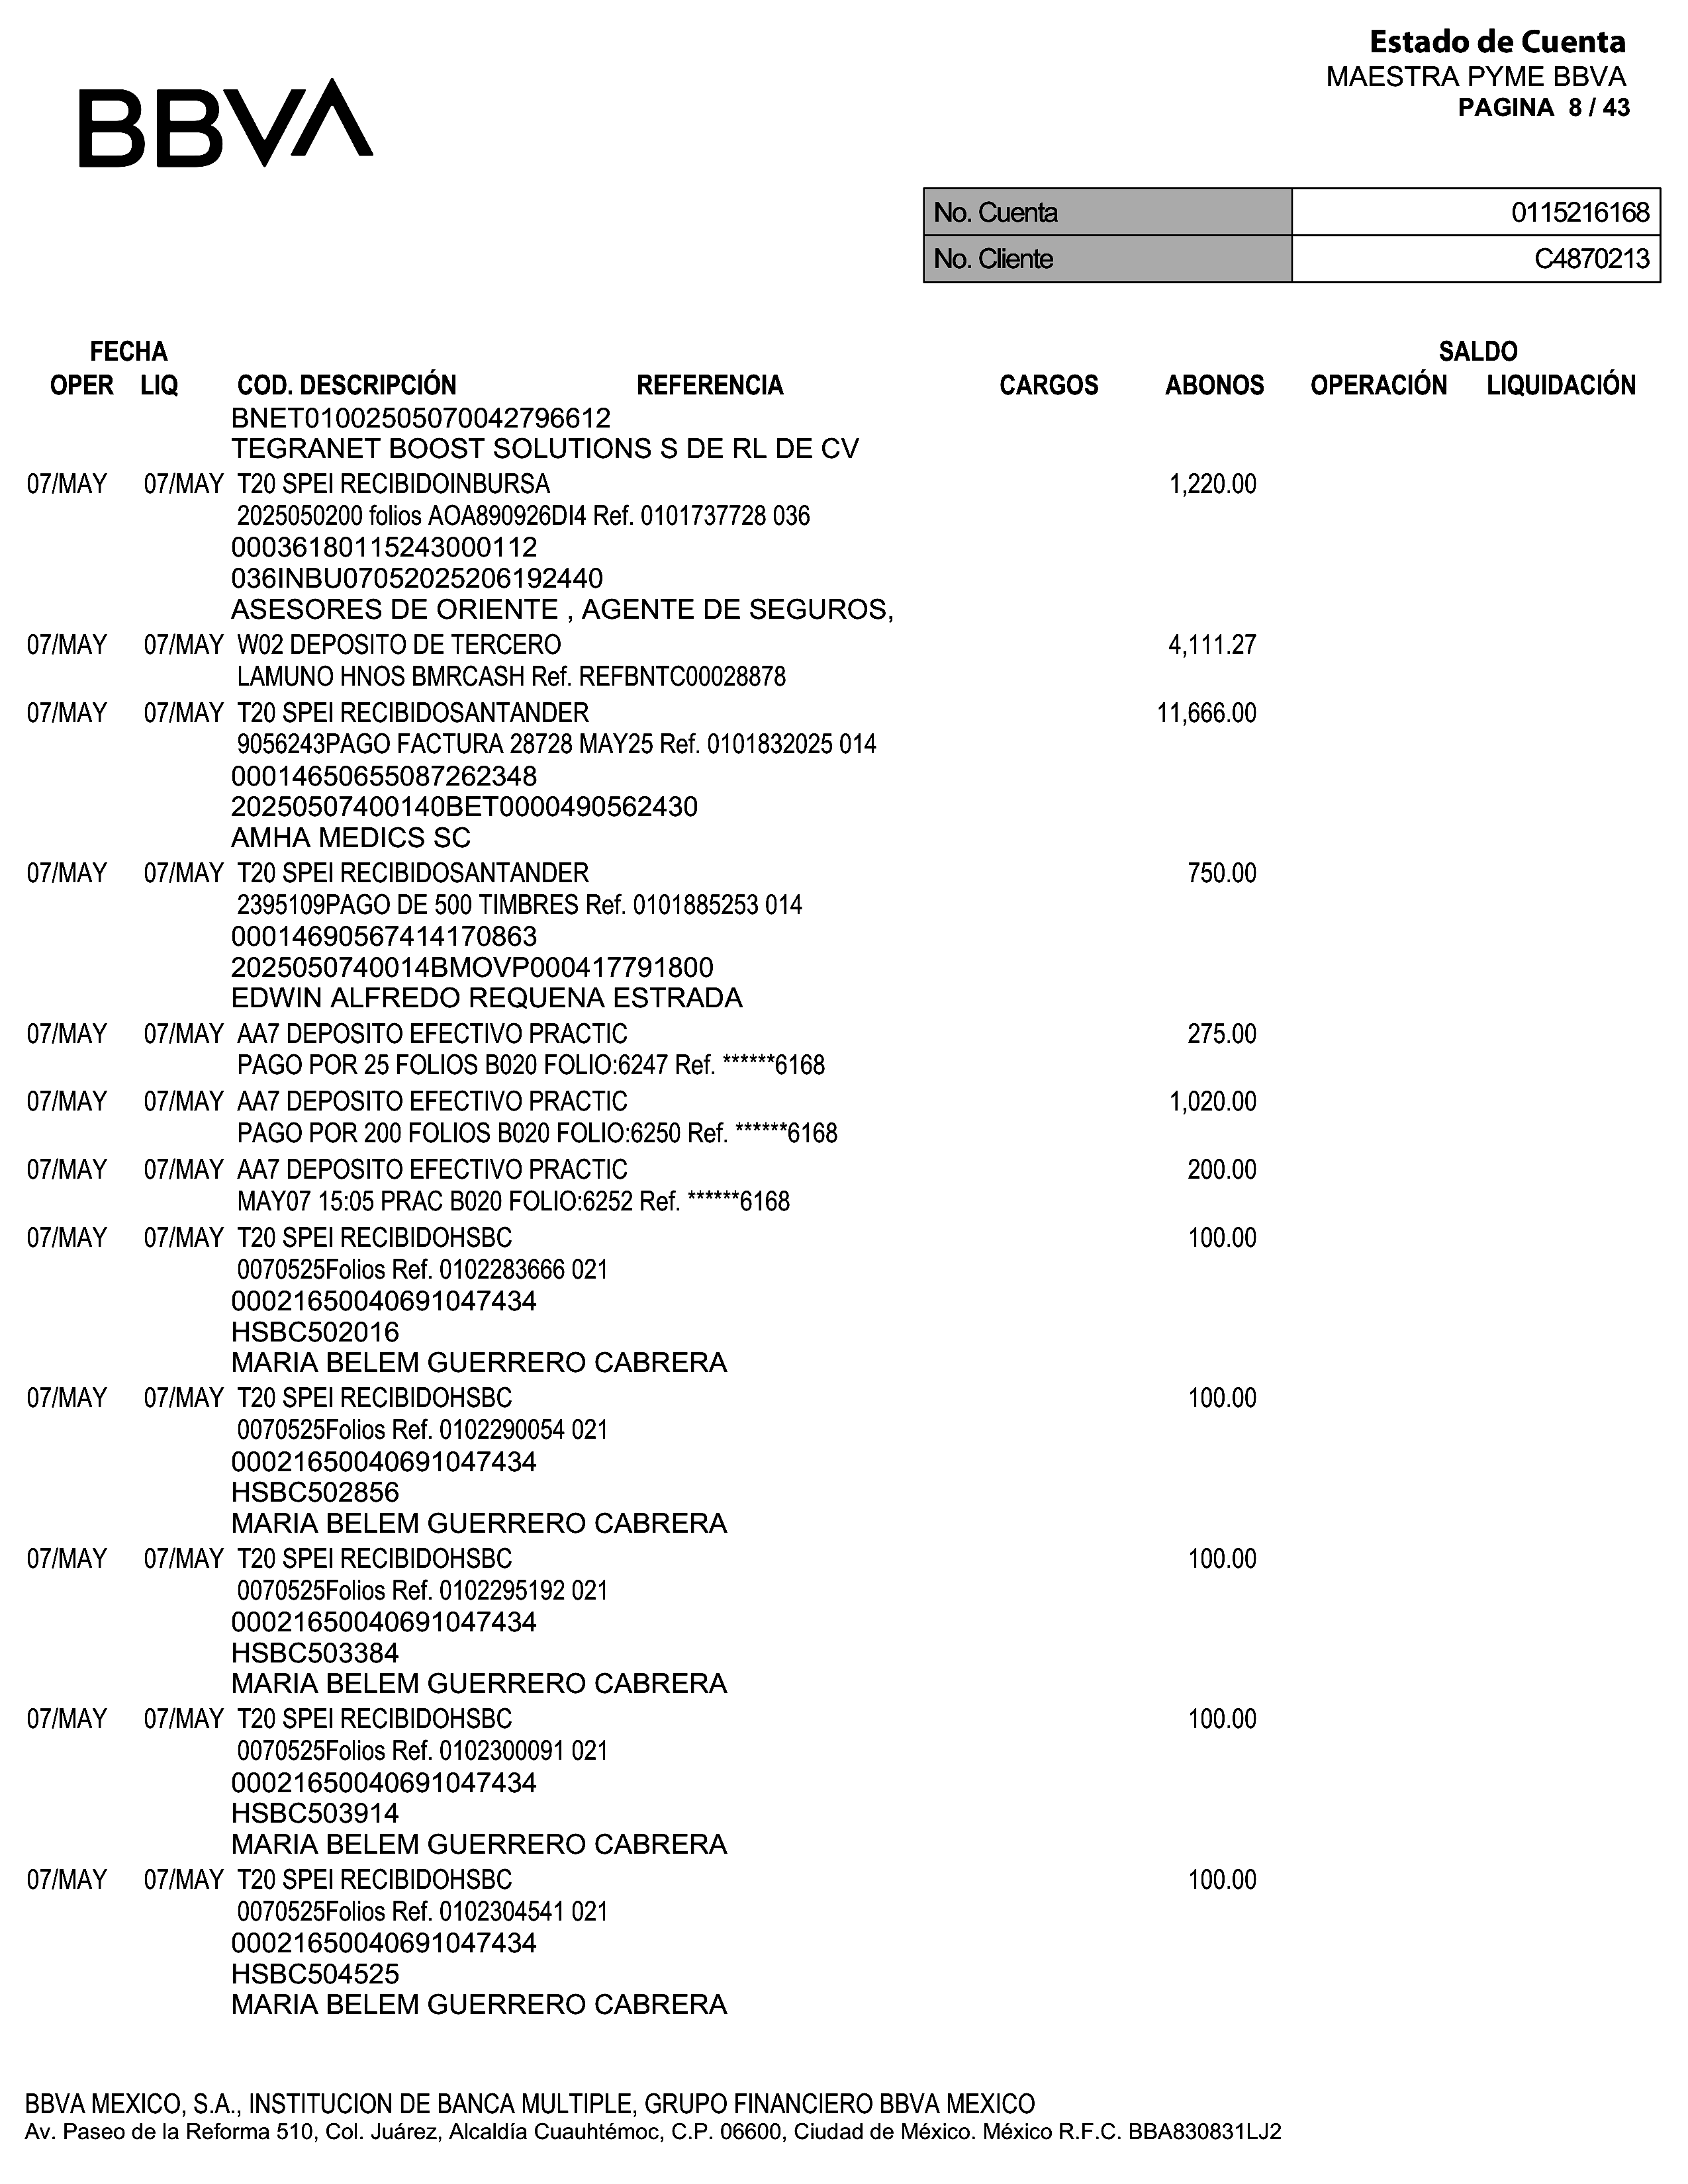 Estado de Cuenta
MAESTRA PYME BBVA
PAGINA 8 / 43
BBVA
No. Cuenta 0115216168
No. Cliente C4870213
FECHA SALDO
OPER LIQ COD. DESCRIPCIÓN REFERENCIA CARGOS ABONOS OPERACIÓN LIQUIDACIÓN
BNET01002505070042796612
TEGRANET BOOST SOLUTIONS S DE RL DE CV
07/MAY 07/MAY T20 SPEI RECIBIDOINBURSA 1,220.00
2025050200 folios AOA890926DI4 Ref. 0101737728 036
00036180115243000112
036INBU07052025206192440
ASESORES DE ORIENTE , AGENTE DE SEGUROS,
07/MAY 07/MAY W02 DEPOSITO DE TERCERO 4,111.27
LAMUNO HNOS BMRCASH Ref. REFBNTC00028878
07/MAY 07/MAY T20 SPEI RECIBIDOSANTANDER 11,666.00
9056243PAGO FACTURA 28728 MAY25 Ref. 0101832025 014
00014650655087262348
20250507400140BET0000490562430
AMHA MEDICS SC
07/MAY 07/MAY T20 SPEI RECIBIDOSANTANDER 750.00
2395109PAGO DE 500 TIMBRES Ref. 0101885253 014
00014690567414170863
2025050740014BMOVP000417791800
EDWIN ALFREDO REQUENA ESTRADA
07/MAY 07/MAY AA7 DEPOSITO EFECTIVO PRACTIC 275.00
PAGO POR 25 FOLIOS B020 FOLIO:6247 Ref. ******6168
07/MAY 07/MAY AA7 DEPOSITO EFECTIVO PRACTIC 1,020.00
PAGO POR 200 FOLIOS B020 FOLIO:6250 Ref. ******6168
07/MAY 07/MAY AA7 DEPOSITO EFECTIVO PRACTIC 200.00
MAY07 15:05 PRAC B020 FOLIO:6252 Ref. ******6168
07/MAY 07/MAY T20 SPEI RECIBIDOHSBC 100.00
0070525Folios Ref. 0102283666 021
00021650040691047434
HSBC502016
MARIA BELEM GUERRERO CABRERA
07/MAY 07/MAY T20 SPEI RECIBIDOHSBC 100.00
0070525Folios Ref. 0102290054 021
00021650040691047434
HSBC502856
MARIA BELEM GUERRERO CABRERA
07/MAY 07/MAY T20 SPEI RECIBIDOHSBC 100.00
0070525Folios Ref. 0102295192 021
00021650040691047434
HSBC503384
MARIA BELEM GUERRERO CABRERA
07/MAY 07/MAY T20 SPEI RECIBIDOHSBC 100.00
0070525Folios Ref. 0102300091 021
00021650040691047434
HSBC503914
MARIA BELEM GUERRERO CABRERA
07/MAY 07/MAY T20 SPEI RECIBIDOHSBC 100.00
0070525Folios Ref. 0102304541 021
00021650040691047434
HSBC504525
MARIA BELEM GUERRERO CABRERA
BBVA MEXICO, S.A., INSTITUCION DE BANCA MULTIPLE, GRUPO FINANCIERO BBVA MEXICO
Av. Paseo de la Reforma 510, Col. Juárez, Alcaldía Cuauhtémoc, C.P. 06600, Ciudad de México. México R.F.C. BBA830831LJ2